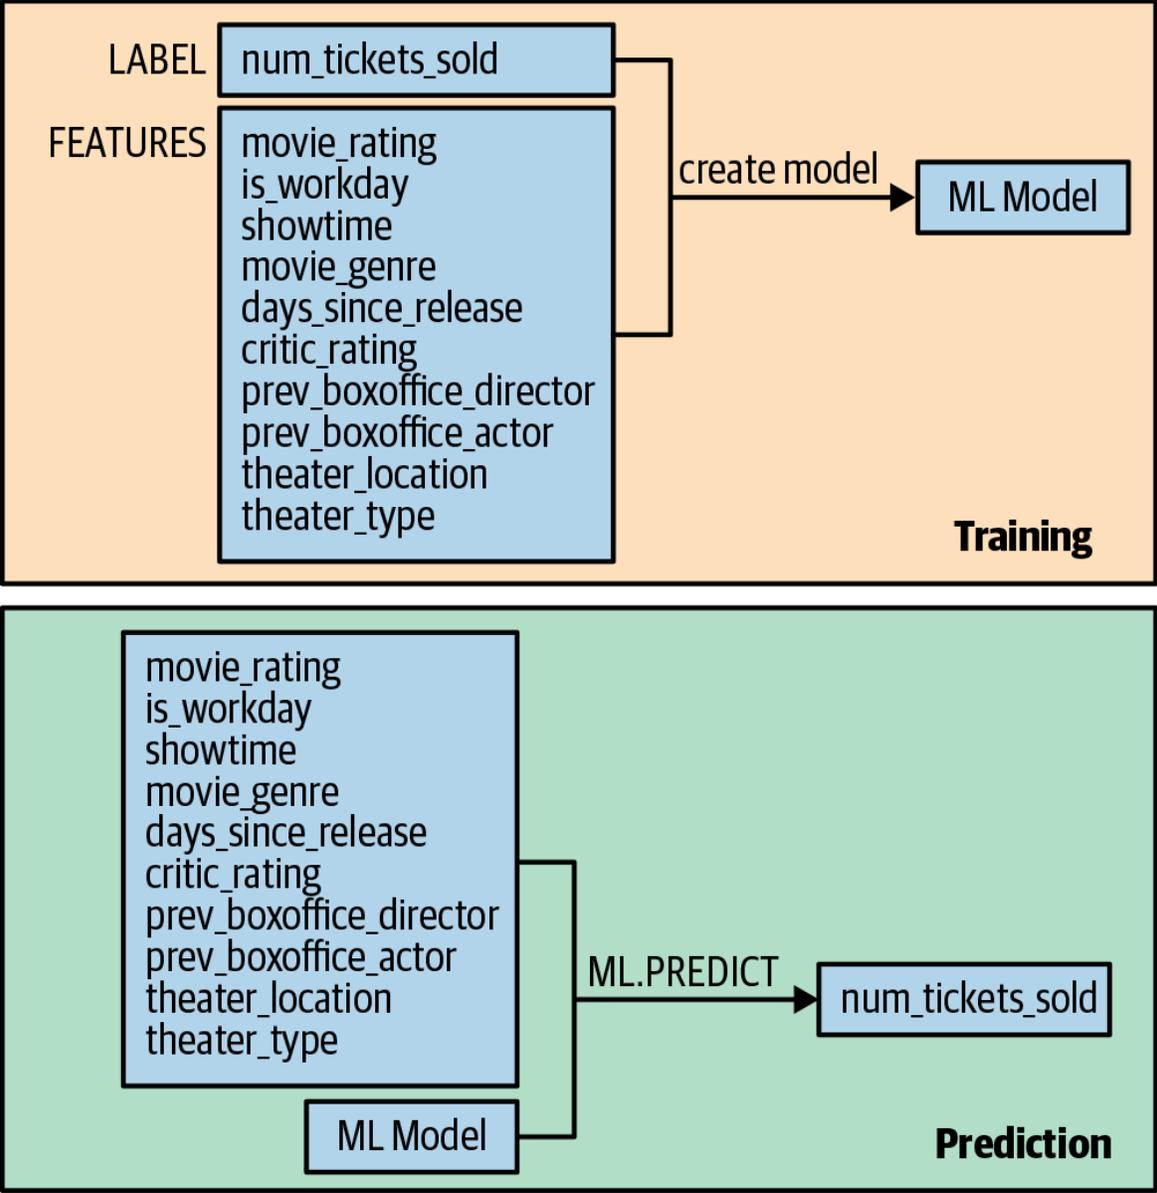 LABEL
num_tickets_sold
FEATURES
movie_rating
is_workday
showtime
movie_genre
days_since_release
critic_rating
prev_boxoffice_director
prev_boxoffice_actor
theater_location
theater_type
create model
ML Model
Training
movie_rating
is_workday
showtime
movie_genre
days_since_release
critic_rating
prev_boxoffice_director
prev_boxoffice_actor
theater_location
theater_type
ML Model
ML.PREDICT
num_tickets_sold
Prediction